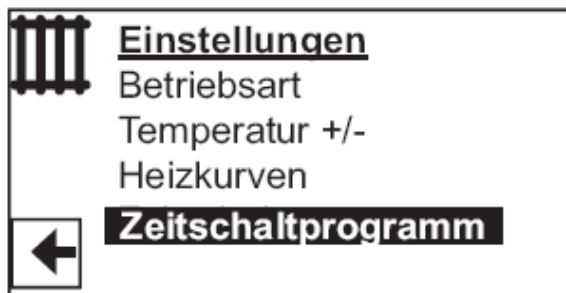 Einstellungen
Betriebsart
Temperatur +/-
Heizkurven
Zeitschaltprogramm